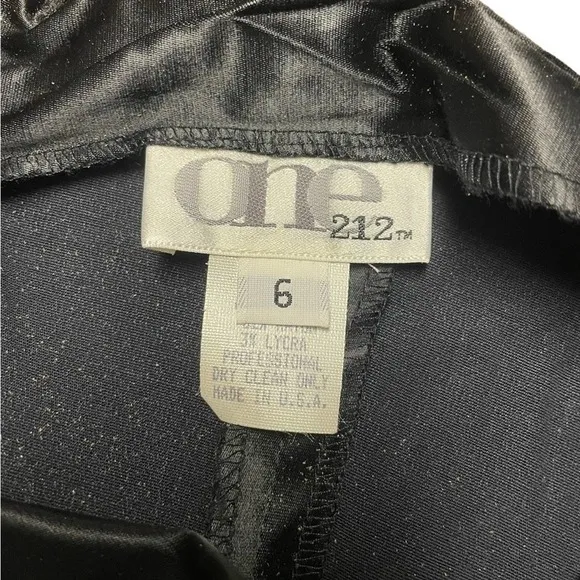 One
212™
6
3% LYCRA
PROFESSIONAL
DRY CLEAN ONLY
MADE IN U.S.A.